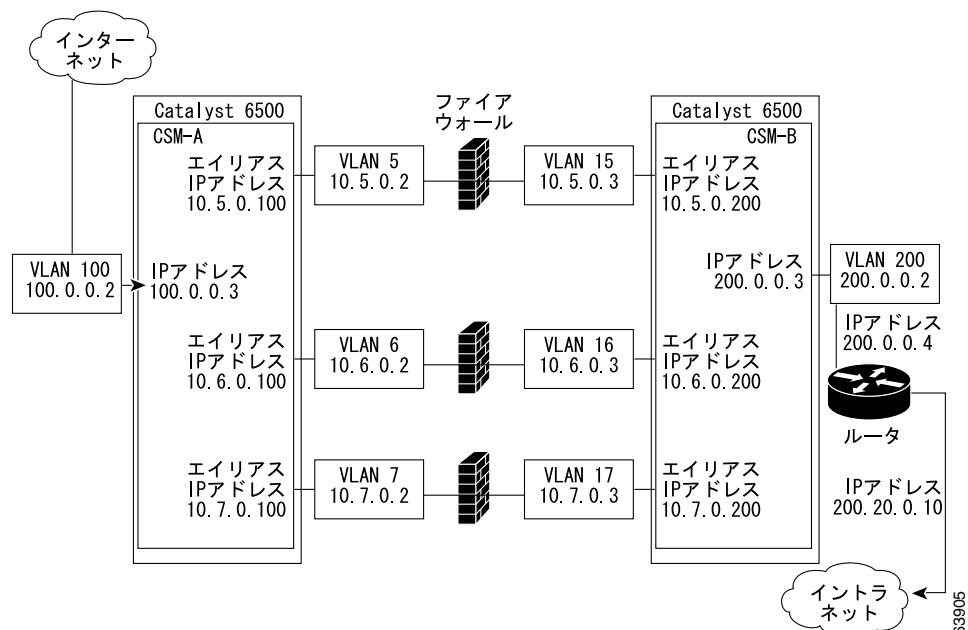 インター
ネット
Catalyst 6500
CSM-A
エイリアス
IPアドレス
10.5.0.100
VLAN 5
10.5.0.2
ファイア
ウォール
VLAN 15
10.5.0.3
Catalyst 6500
CSM-B
エイリアス
IPアドレス
10.5.0.200
VLAN 100
100.0.0.2
IPアドレス
100.0.0.3
IPアドレス
200.0.0.3
VLAN 200
200.0.0.2
エイリアス
IPアドレス
10.6.0.100
VLAN 6
10.6.0.2
VLAN 16
10.6.0.3
エイリアス
IPアドレス
10.6.0.200
IPアドレス
200.0.0.4
ルータ
エイリアス
IPアドレス
10.7.0.100
VLAN 7
10.7.0.2
VLAN 17
10.7.0.3
エイリアス
IPアドレス
10.7.0.200
IPアドレス
200.20.0.10
イントラ
ネット
63905